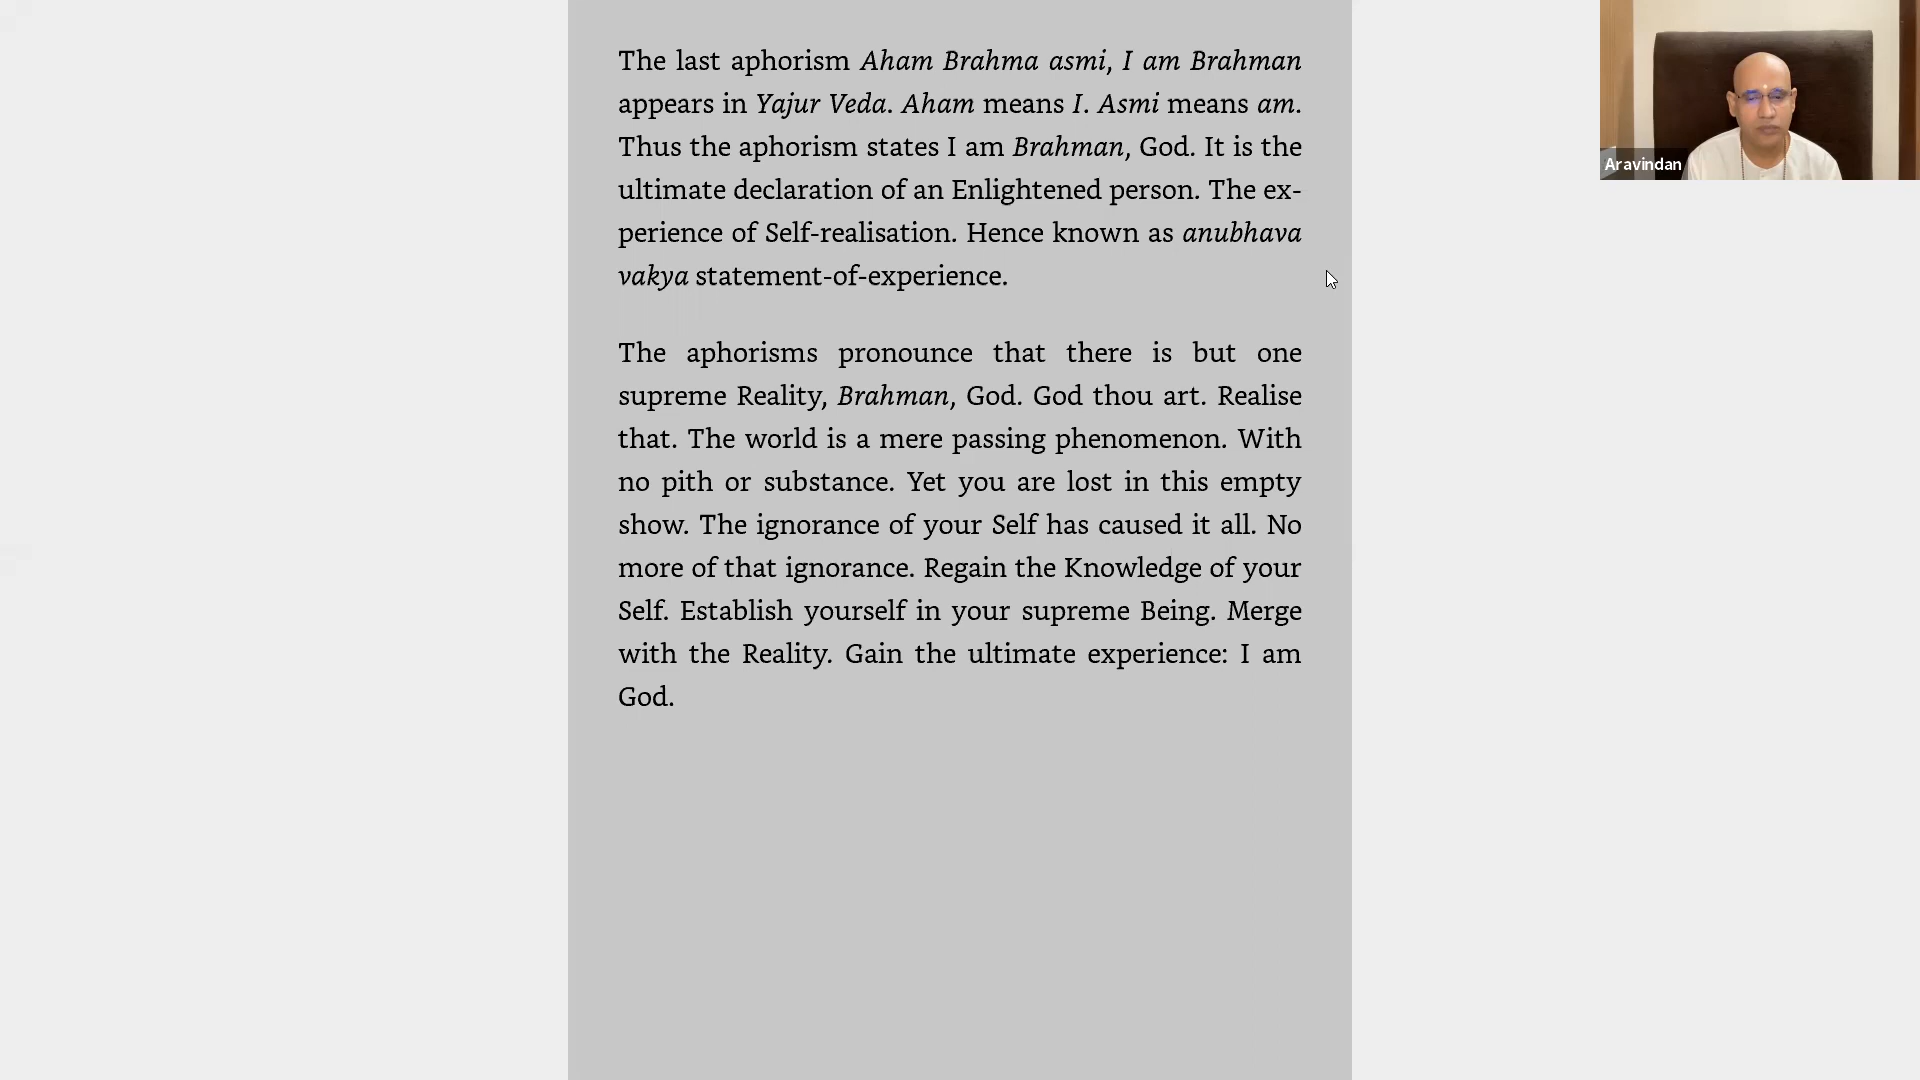 The last aphorism Aham Brahma asmi, I am Brahman
appears in Yajur Veda. Aham means I. Asmi means am.
Thus the aphorism states I am Brahman, God. It is the
ultimate declaration of an Enlightened person. The ex-
perience of Self-realisation. Hence known as anubhava
vakya statement-of-experience.
The aphorisms pronounce that there is but one
supreme Reality, Brahman, God. God thou art. Realise
that. The world is a mere passing phenomenon. With
no pith or substance. Yet you are lost in this empty
show. The ignorance of your Self has caused it all. No
more of that ignorance. Regain the Knowledge of your
Self. Establish yourself in your supreme Being. Merge
with the Reality. Gain the ultimate experience: I am
God.
Aravindan